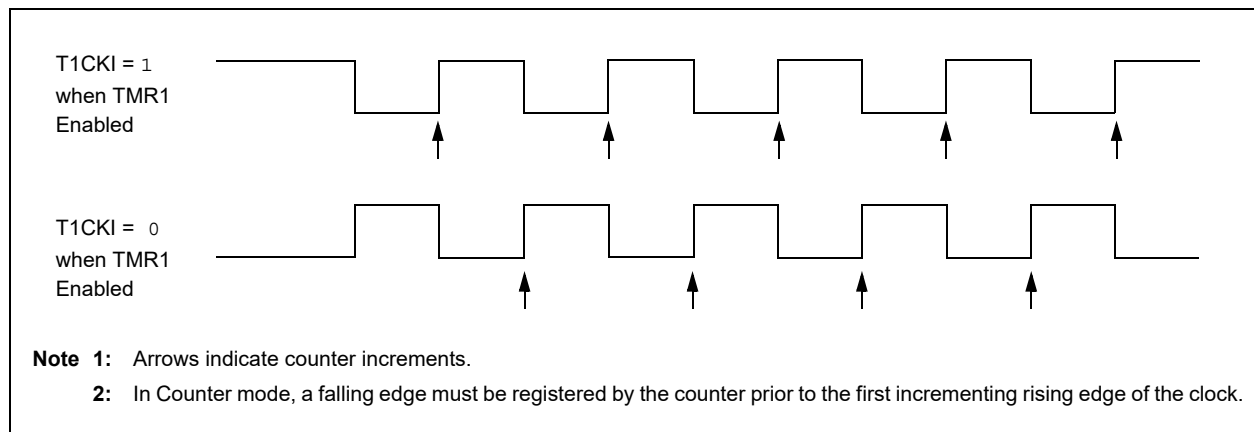 T1CKI = 1
when TMR1
Enabled
T1CKI = 0
when TMR1
Enabled
Note 1: Arrows indicate counter increments.
2: In Counter mode, a falling edge must be registered by the counter prior to the first incrementing rising edge of the clock.